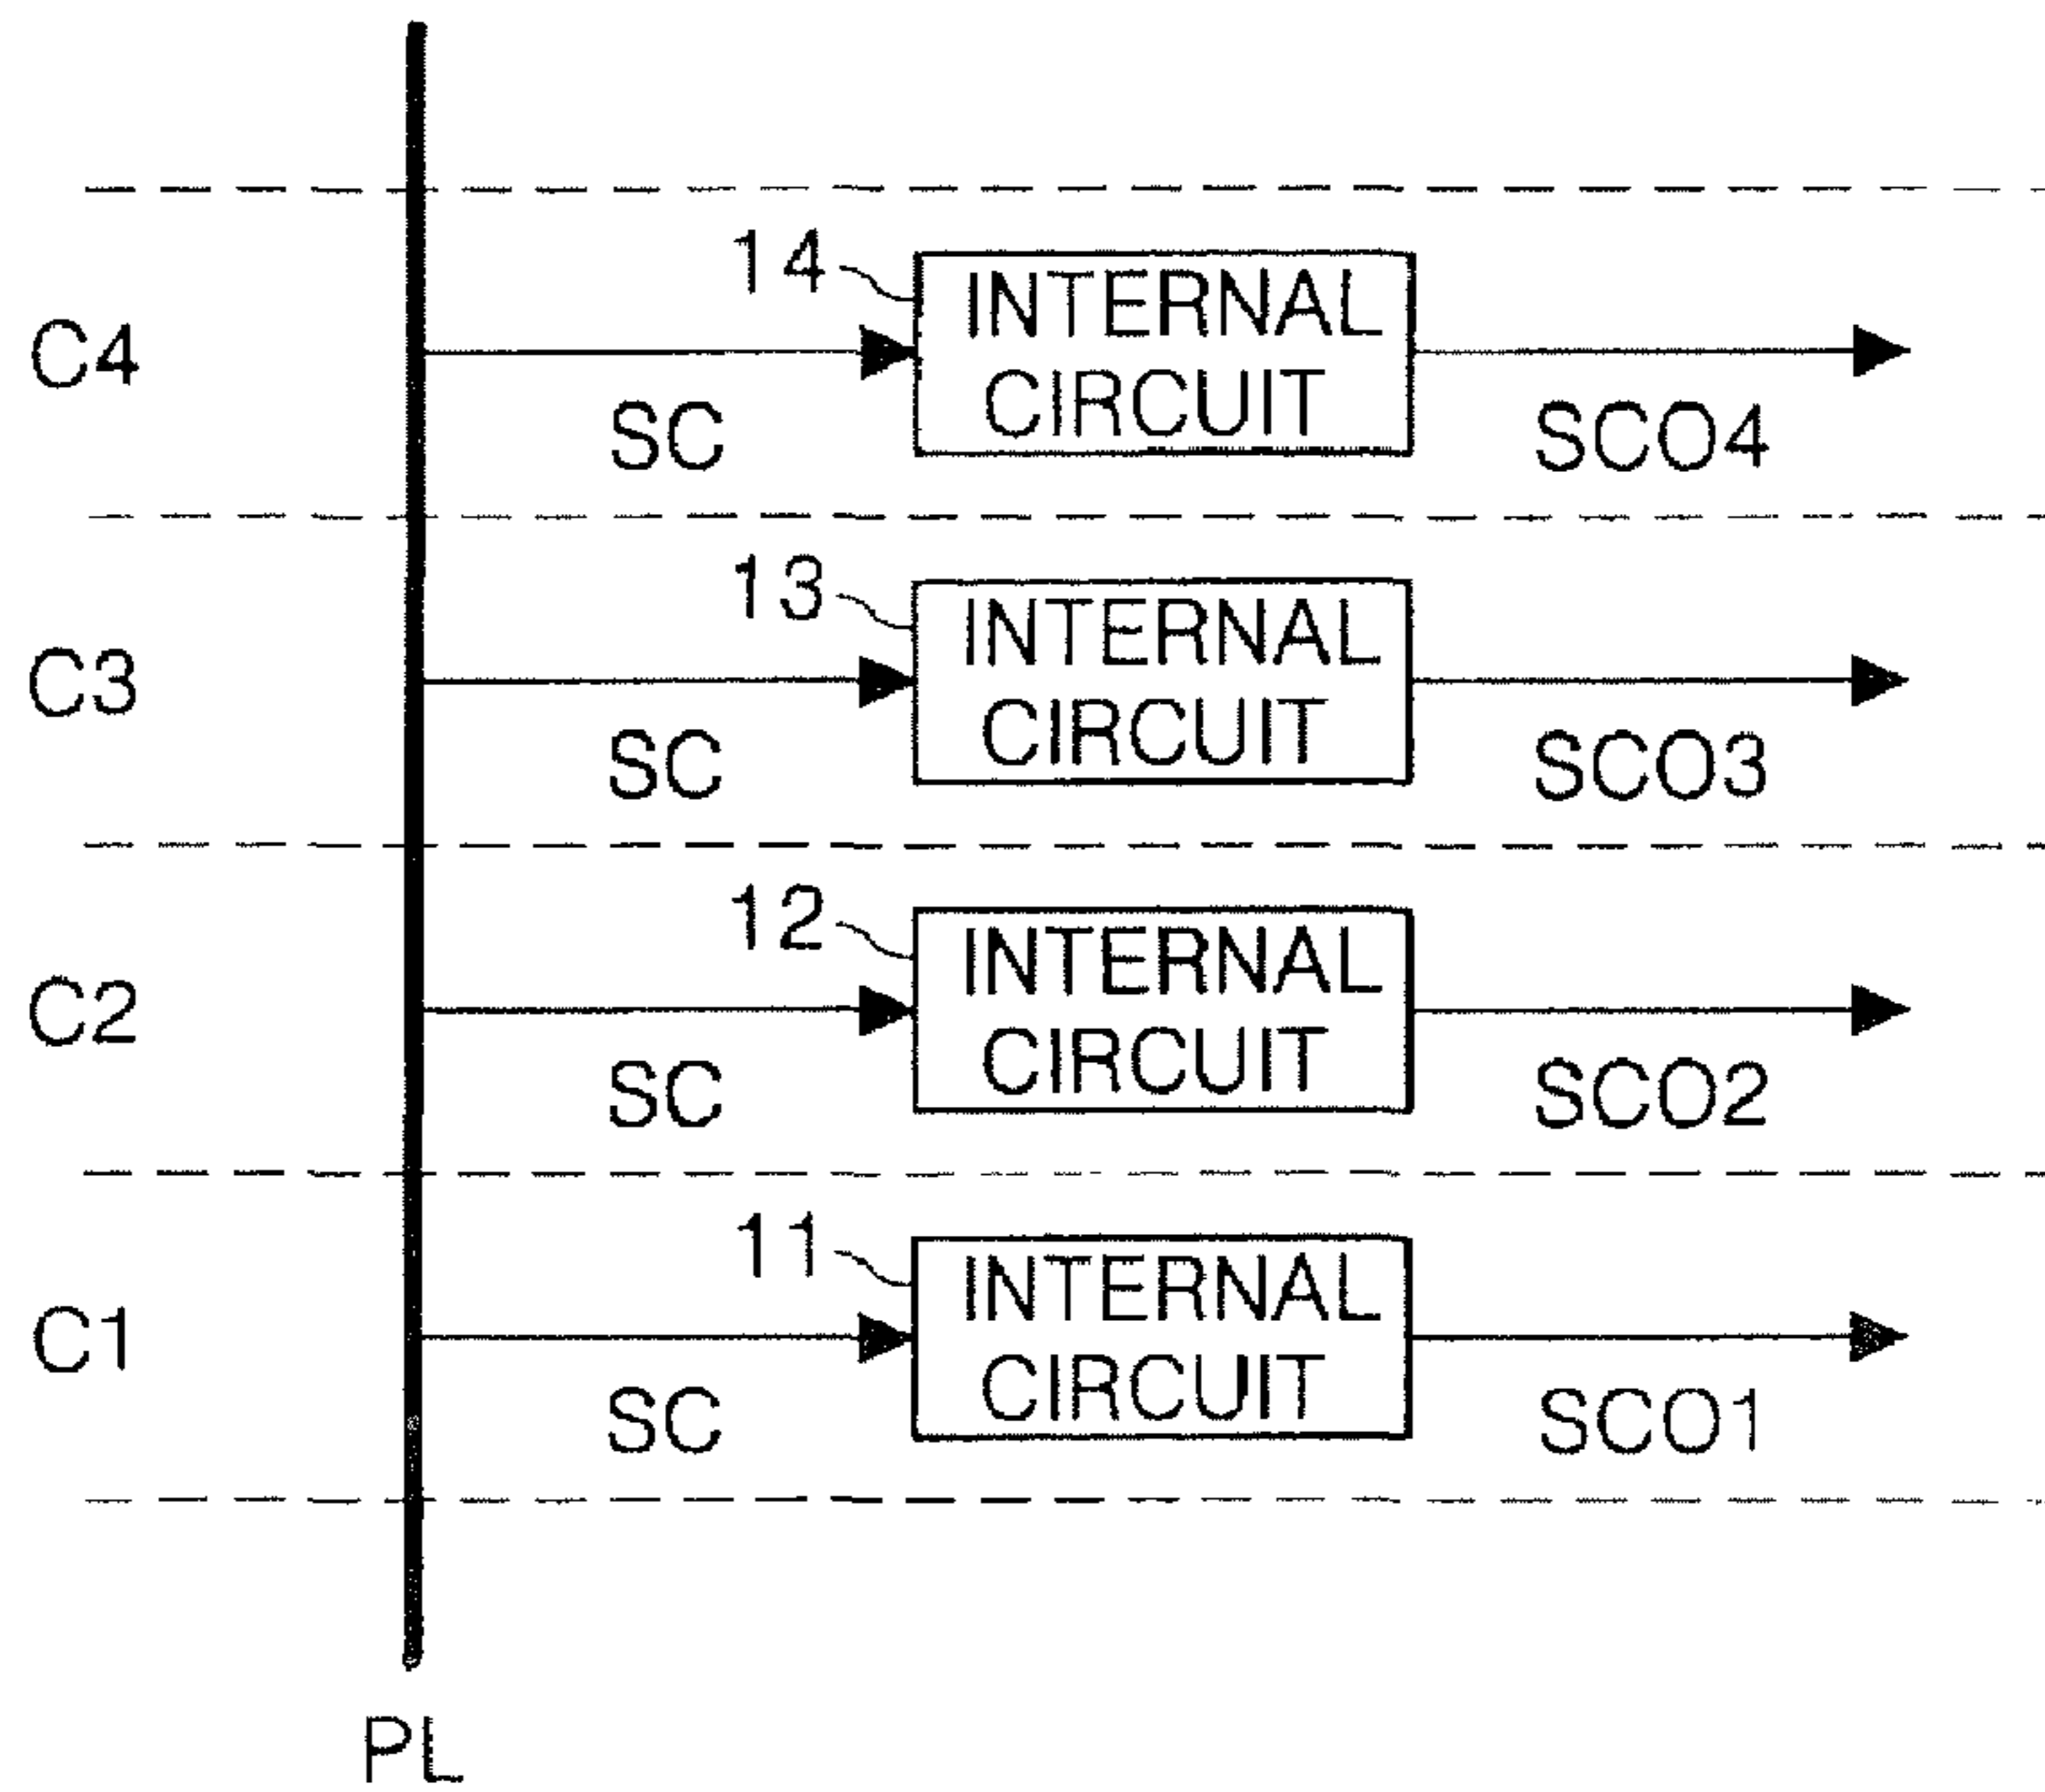 14
INTERNAL
CIRCUIT
C4
SC
SCO4
13
INTERNAL
CIRCUIT
C3
SC
SCO3
12
INTERNAL
CIRCUIT
C2
SC
SCO2
11
INTERNAL
CIRCUIT
C1
SC
SCO1
PL